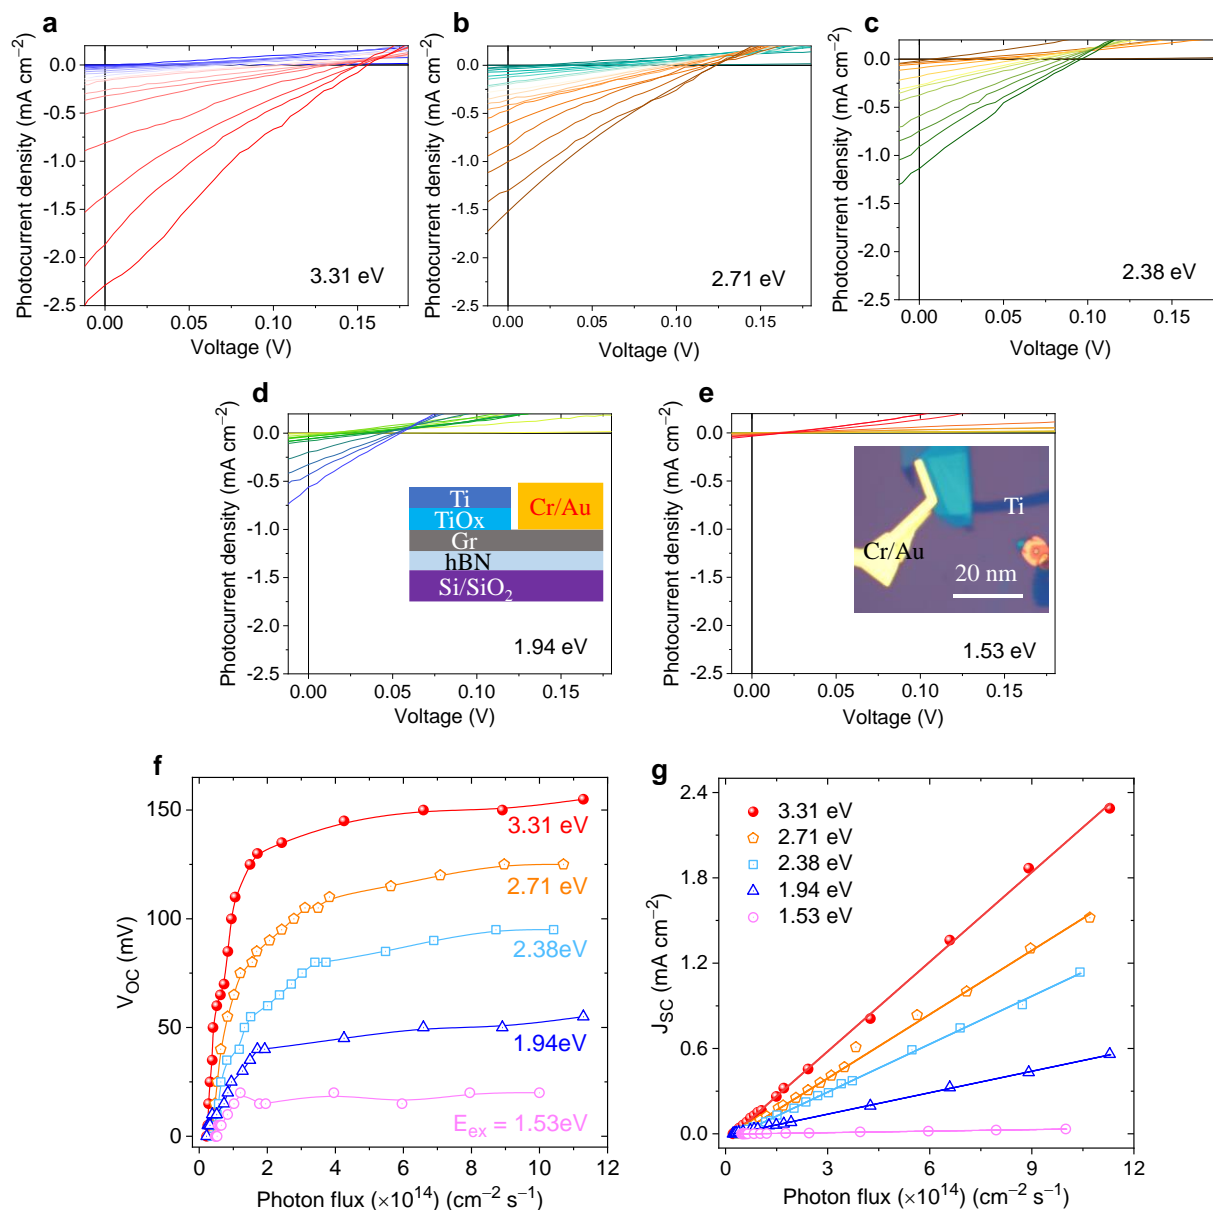 a
b
c
Photocurrent density (mA cm⁻²)
0.0
-0.5
-1.0
-1.5
-2.0
-2.5
0.00 0.05 0.10 0.15
Voltage (V)
3.31 eV
Photocurrent density (mA cm⁻²)
0.0
-0.5
-1.0
-1.5
-2.0
-2.5
0.00 0.05 0.10 0.15
Voltage (V)
2.71 eV
Photocurrent density (mA cm⁻²)
0.0
-0.5
-1.0
-1.5
-2.0
-2.5
0.00 0.05 0.10 0.15
Voltage (V)
2.38 eV
d
Photocurrent density (mA cm⁻²)
0.0
-0.5
-1.0
-1.5
-2.0
-2.5
0.00 0.05 0.10 0.15
Voltage (V)
Ti
TiOx
Cr/Au
Gr
hBN
Si/SiO₂
1.94 eV
e
Photocurrent density (mA cm⁻²)
0.0
-0.5
-1.0
-1.5
-2.0
-2.5
0.00 0.05 0.10 0.15
Voltage (V)
Ti
Cr/Au
20 nm
1.53 eV
f
V_OC (mV)
150
100
50
0
0 2 4 6 8 10 12
Photon flux (×10¹⁴) (cm⁻² s⁻¹)
3.31 eV
2.71 eV
2.38eV
1.94eV
E_ex = 1.53eV
g
J_SC (mA cm⁻²)
2.4
1.8
1.2
0.6
0.0
0 3 6 9 12
Photon flux (×10¹⁴) (cm⁻² s⁻¹)
3.31 eV
2.71 eV
2.38 eV
1.94 eV
1.53 eV